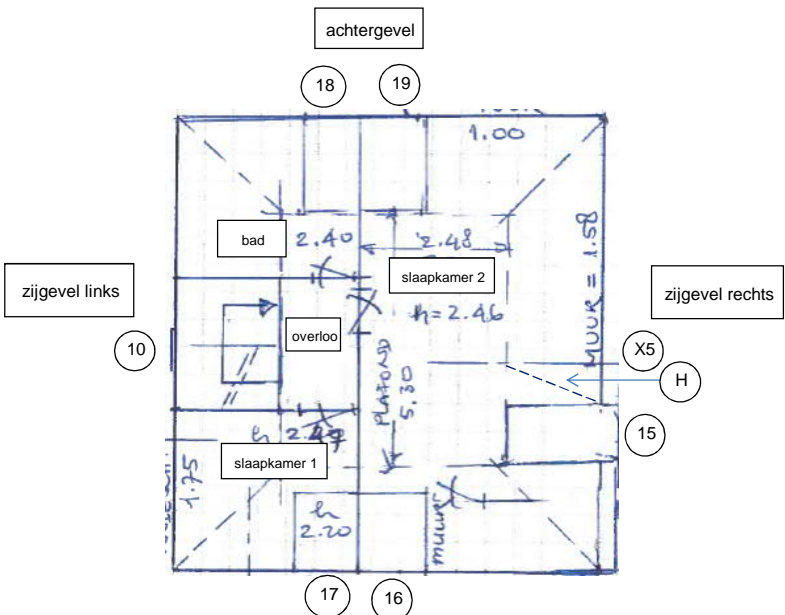 achtergevel
18
19
1.00
bad
2.40
2.48
slaapkamer 2
zijgevel links
MUUR = 1.58
zijgevel rechts
h = 2.46
overloo
10
X5
H
PLAFOND
5.30
h
15
slaapkamer 1
1.75
h
2.20
muur
17
16